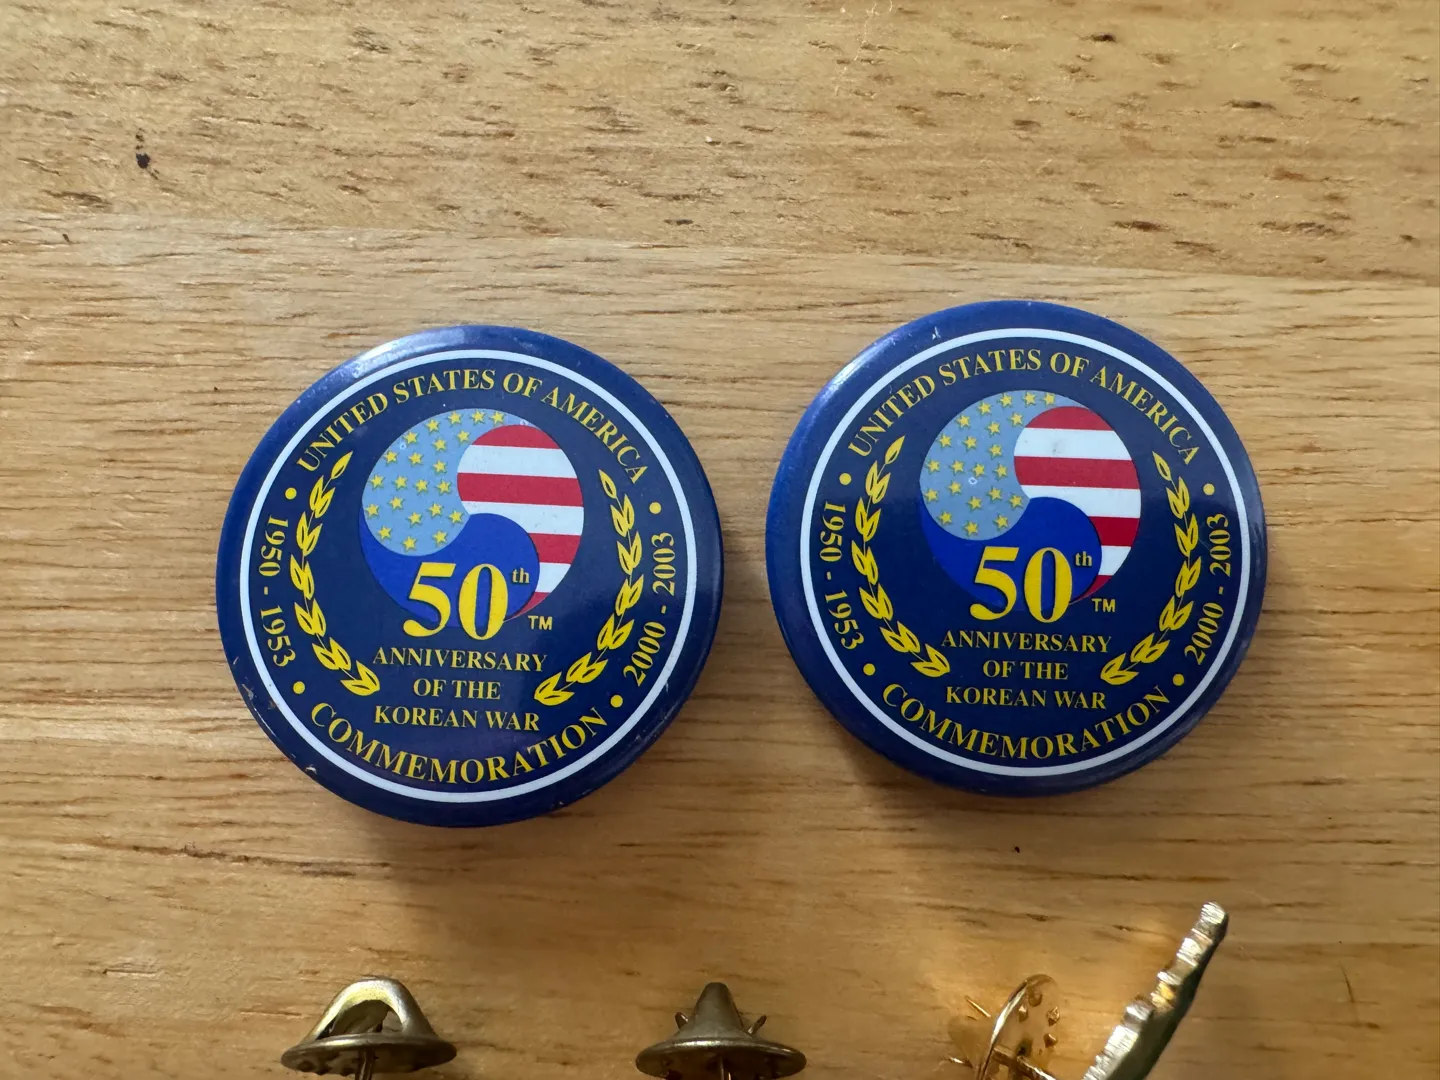 UNITED STATES OF AMERICA
1950 - 1953
2000 - 2003
50th TM
ANNIVERSARY
OF THE
KOREAN WAR
COMMEMORATION
UNITED STATES OF AMERICA
1950 - 1953
2000 - 2003
50th TM
ANNIVERSARY
OF THE
KOREAN WAR
COMMEMORATION